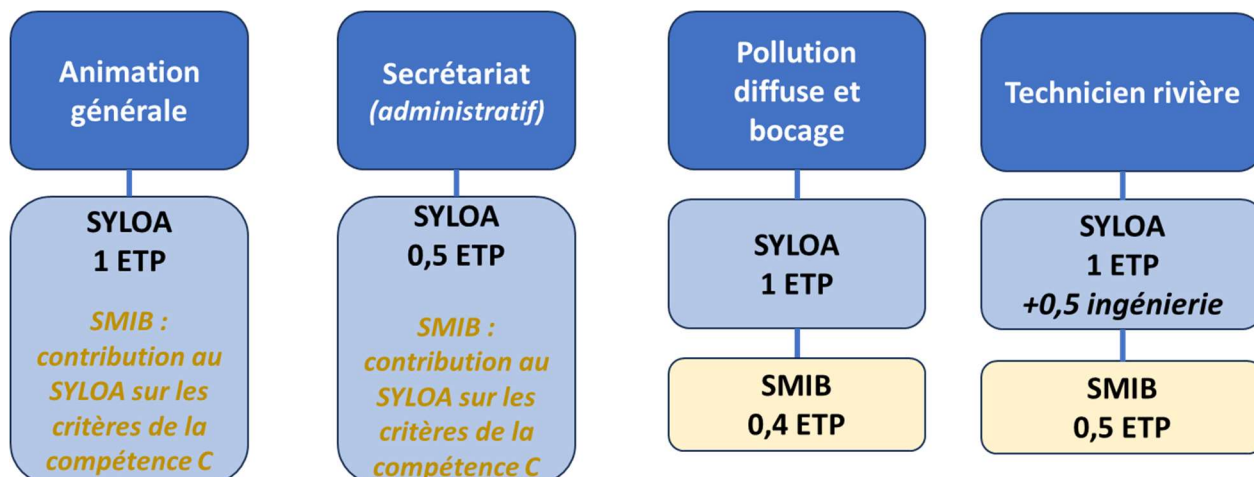 Animation
générale
SYLOA
1 ETP
SMIB :
contribution au
SYLOA sur les
critères de la
compétence C
Secrétariat
(administratif)
SYLOA
0,5 ETP
SMIB :
contribution au
SYLOA sur les
critères de la
compétence C
Pollution
diffuse et
bocage
SYLOA
1 ETP
SMIB
0,4 ETP
Technicien rivière
SYLOA
1 ETP
+0,5 ingénierie
SMIB
0,5 ETP